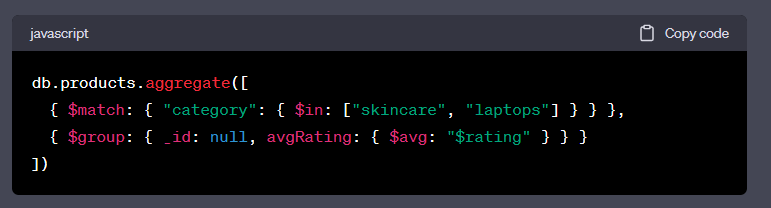 javascript
Copy code
db.products.aggregate([
  { $match: { "category": { $in: ["skincare", "laptops"] } } },
  { $group: { _id: null, avgRating: { $avg: "$rating" } } }
])